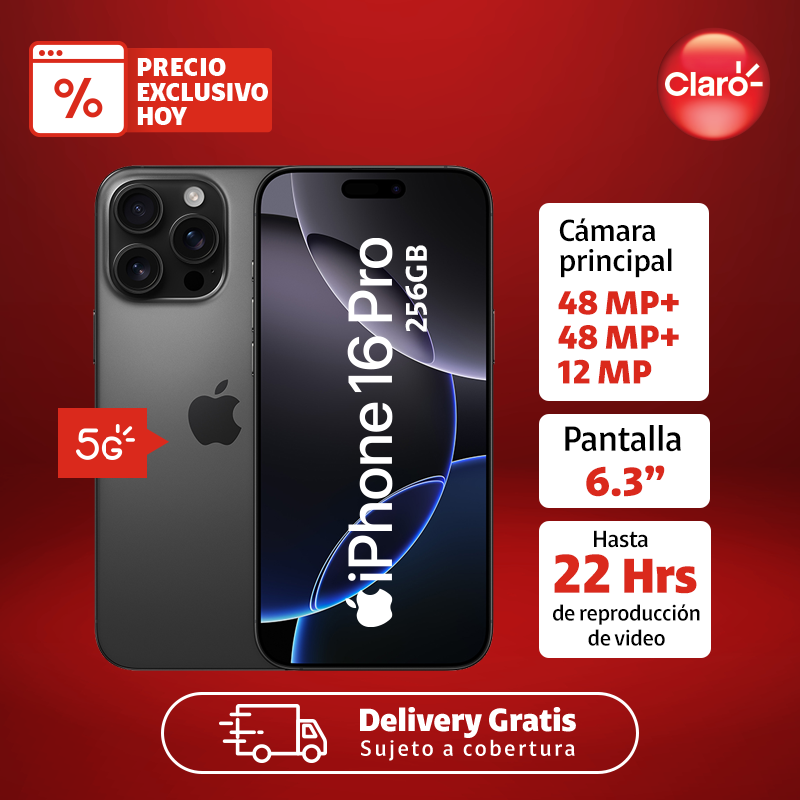 %
PRECIO
EXCLUSIVO
HOY
Claro
Cámara
principal
48 MP+
48 MP+
12 MP
iPhone 16 Pro
256GB
5G
Pantalla
6.3”
Hasta
22 Hrs
de reproducción
de video
Delivery Gratis
Sujeto a cobertura